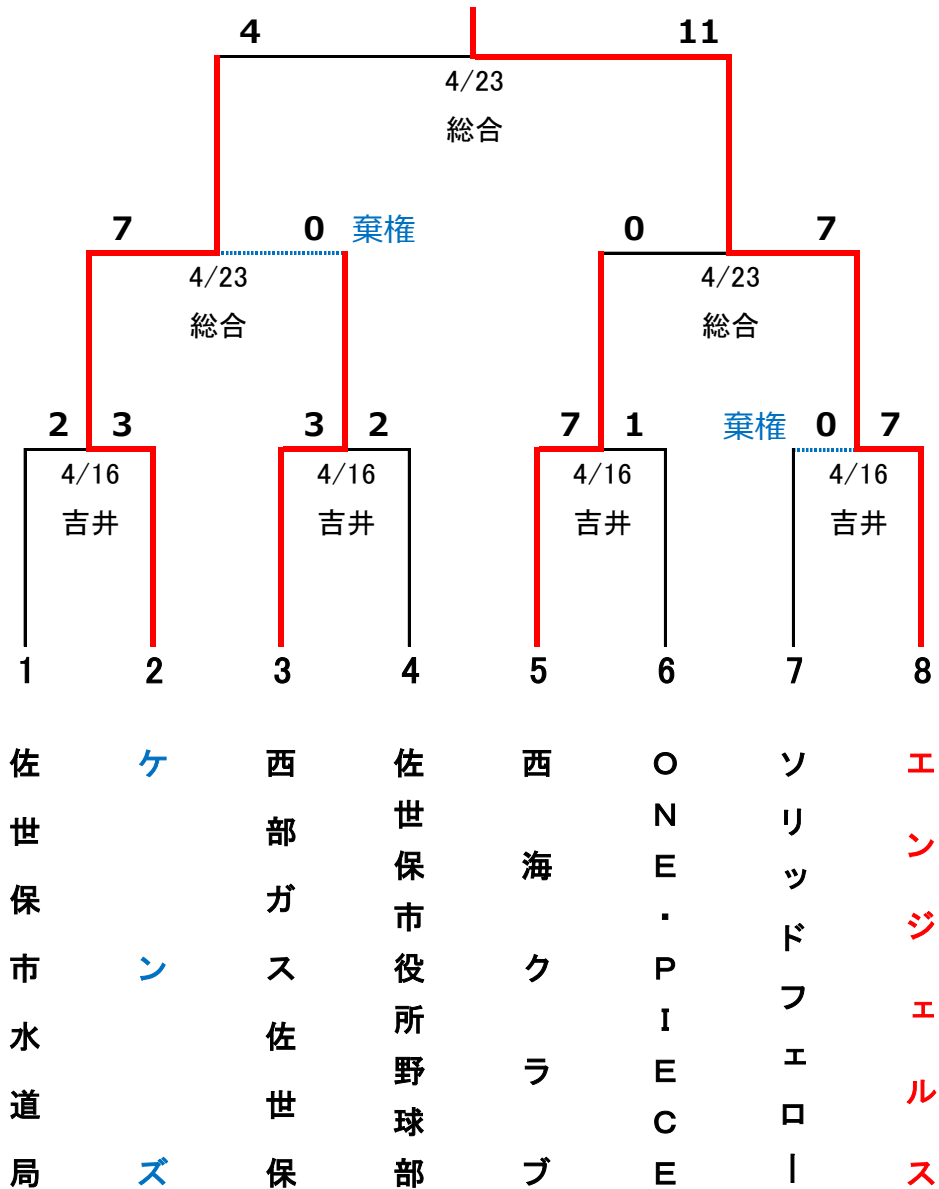 4 11
4/23
総合
7 0 棄権 0 7
4/23 4/23
総合 総合
2 3 3 2 7 1 棄権 0 7
4/16 4/16 4/16 4/16
吉井 吉井 吉井 吉井
1 2 3 4 5 6 7 8
佐世保市水道局
ケンズ
西部ガス佐世保
佐世保市役所野球部
西海クラブ
ONE・PIECE
ソリッドフェロー
エンジェルス